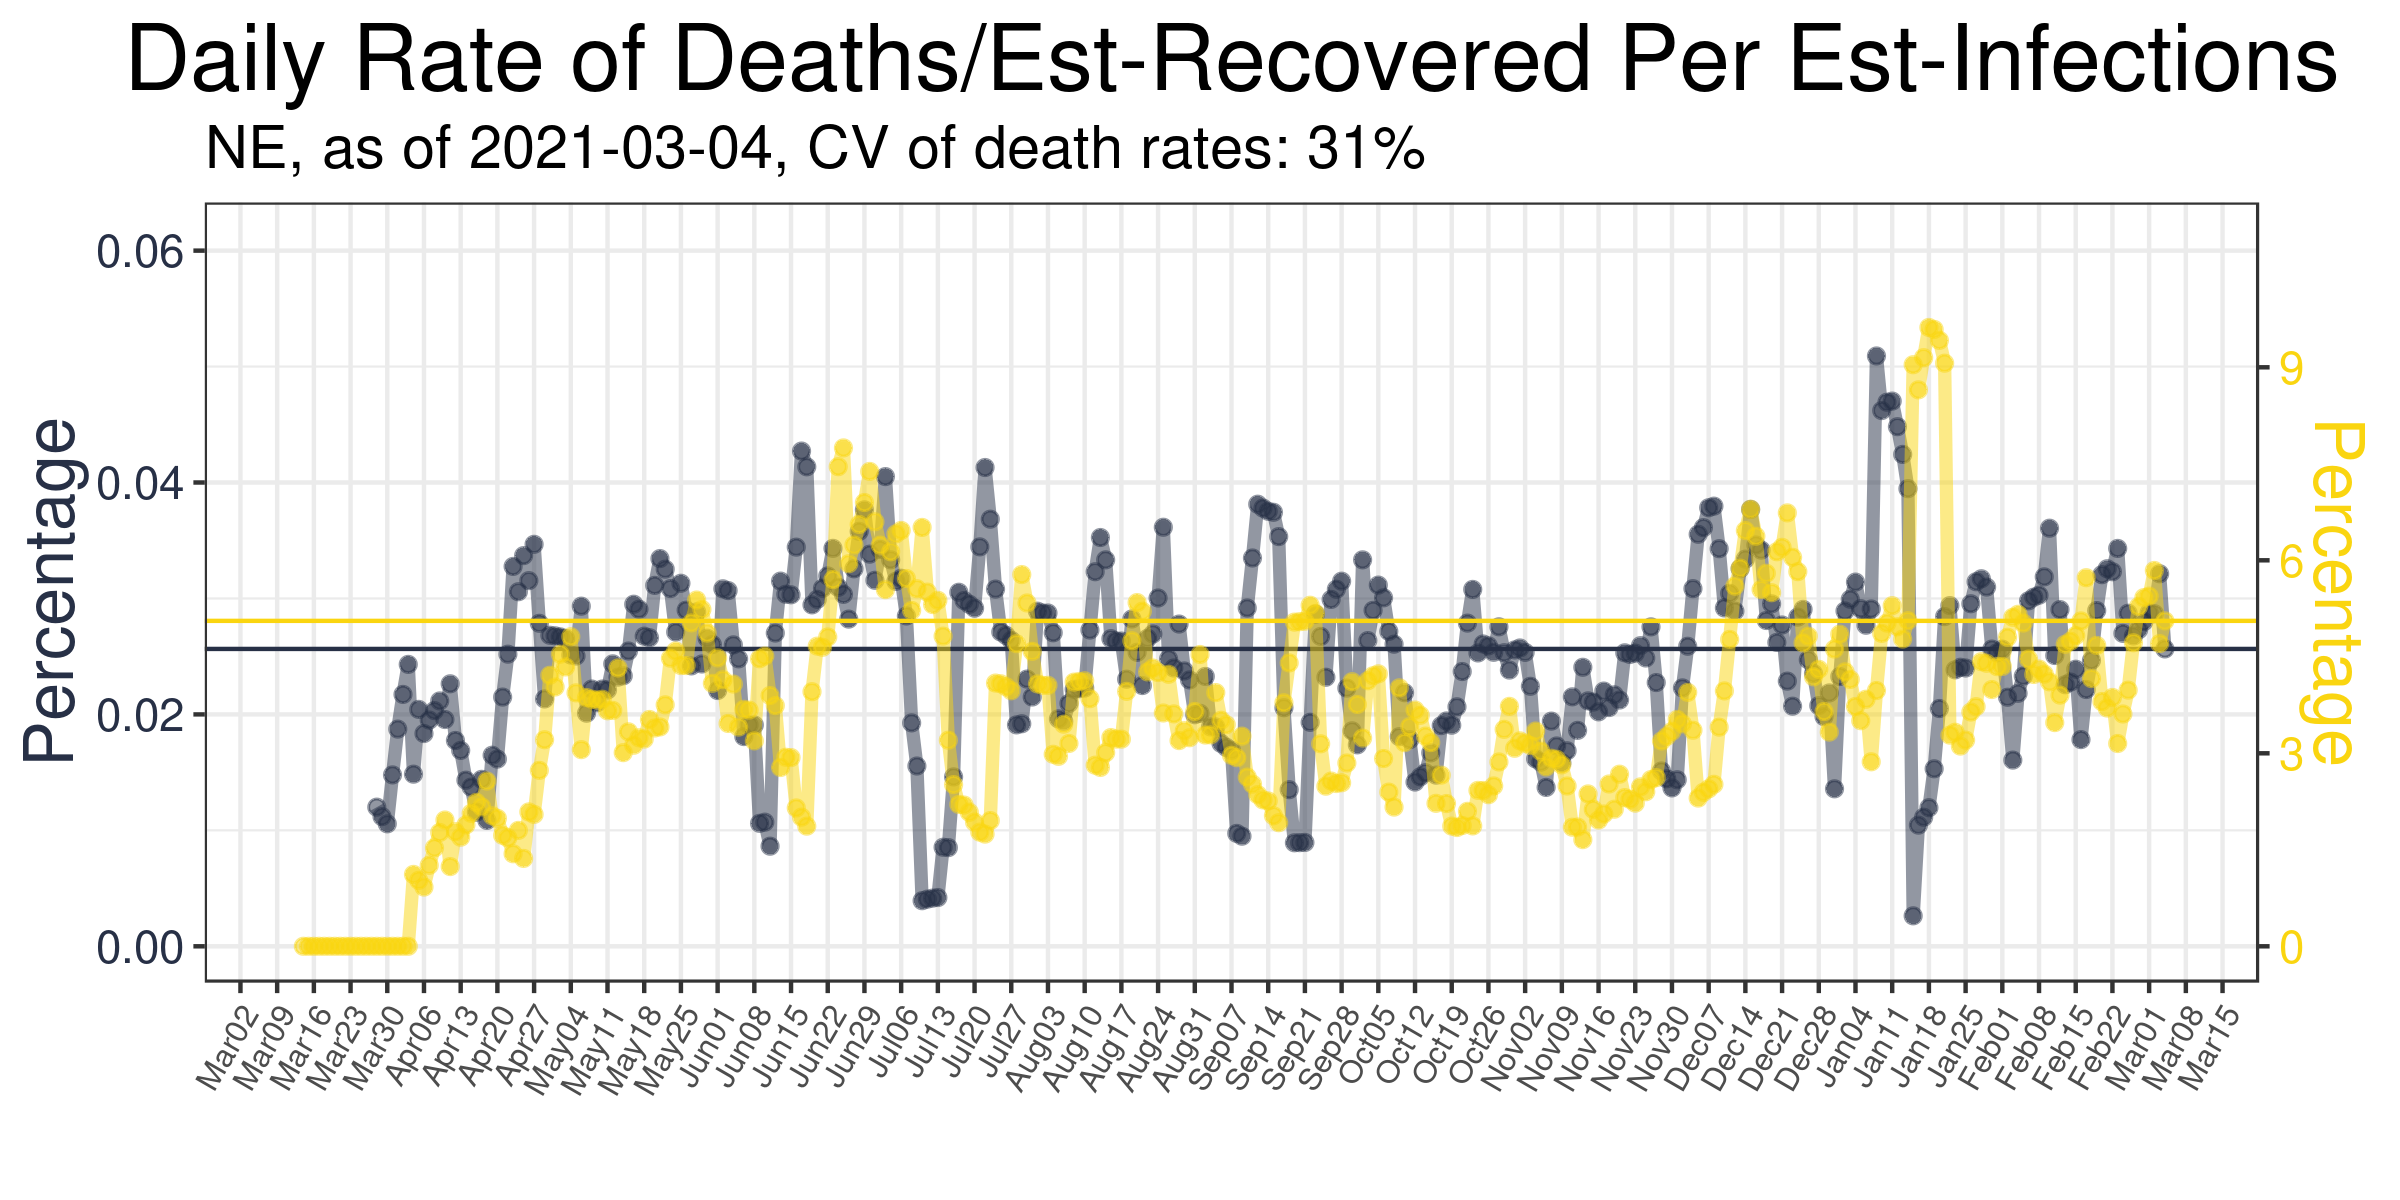 Daily Rate of Deaths/Est-Recovered Per Est-Infections
NE, as of 2021-03-04, CV of death rates: 31%
Percentage
0.06
0.04
0.02
0.00
9
6
3
0
Percentage
Mar02
Mar09
Mar16
Mar23
Mar30
Apr06
Apr13
Apr20
Apr27
May04
May11
May18
May25
Jun01
Jun08
Jun15
Jun22
Jun29
Jul06
Jul13
Jul20
Jul27
Aug03
Aug10
Aug17
Aug24
Aug31
Sep07
Sep14
Sep21
Sep28
Oct05
Oct12
Oct19
Oct26
Nov02
Nov09
Nov16
Nov23
Nov30
Dec07
Dec14
Dec21
Dec28
Jan04
Jan11
Jan18
Jan25
Feb01
Feb08
Feb15
Feb22
Mar01
Mar08
Mar15